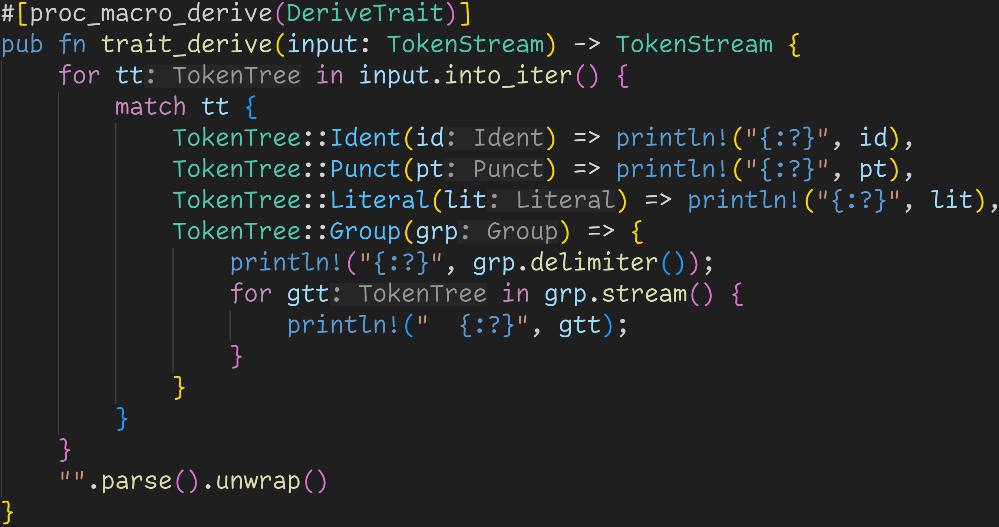 #[proc_macro_derive(DeriveTrait)]
pub fn trait_derive(input: TokenStream) -> TokenStream {
    for tt: TokenTree in input.into_iter() {
        match tt {
            TokenTree::Ident(id: Ident) => println!("{:?}", id),
            TokenTree::Punct(pt: Punct) => println!("{:?}", pt),
            TokenTree::Literal(lit: Literal) => println!("{:?}", lit),
            TokenTree::Group(grp: Group) => {
                println!("{:?}", grp.delimiter());
                for gtt: TokenTree in grp.stream() {
                    println!("  {:?}", gtt);
                }
            }
        }
    }
    "".parse().unwrap()
}